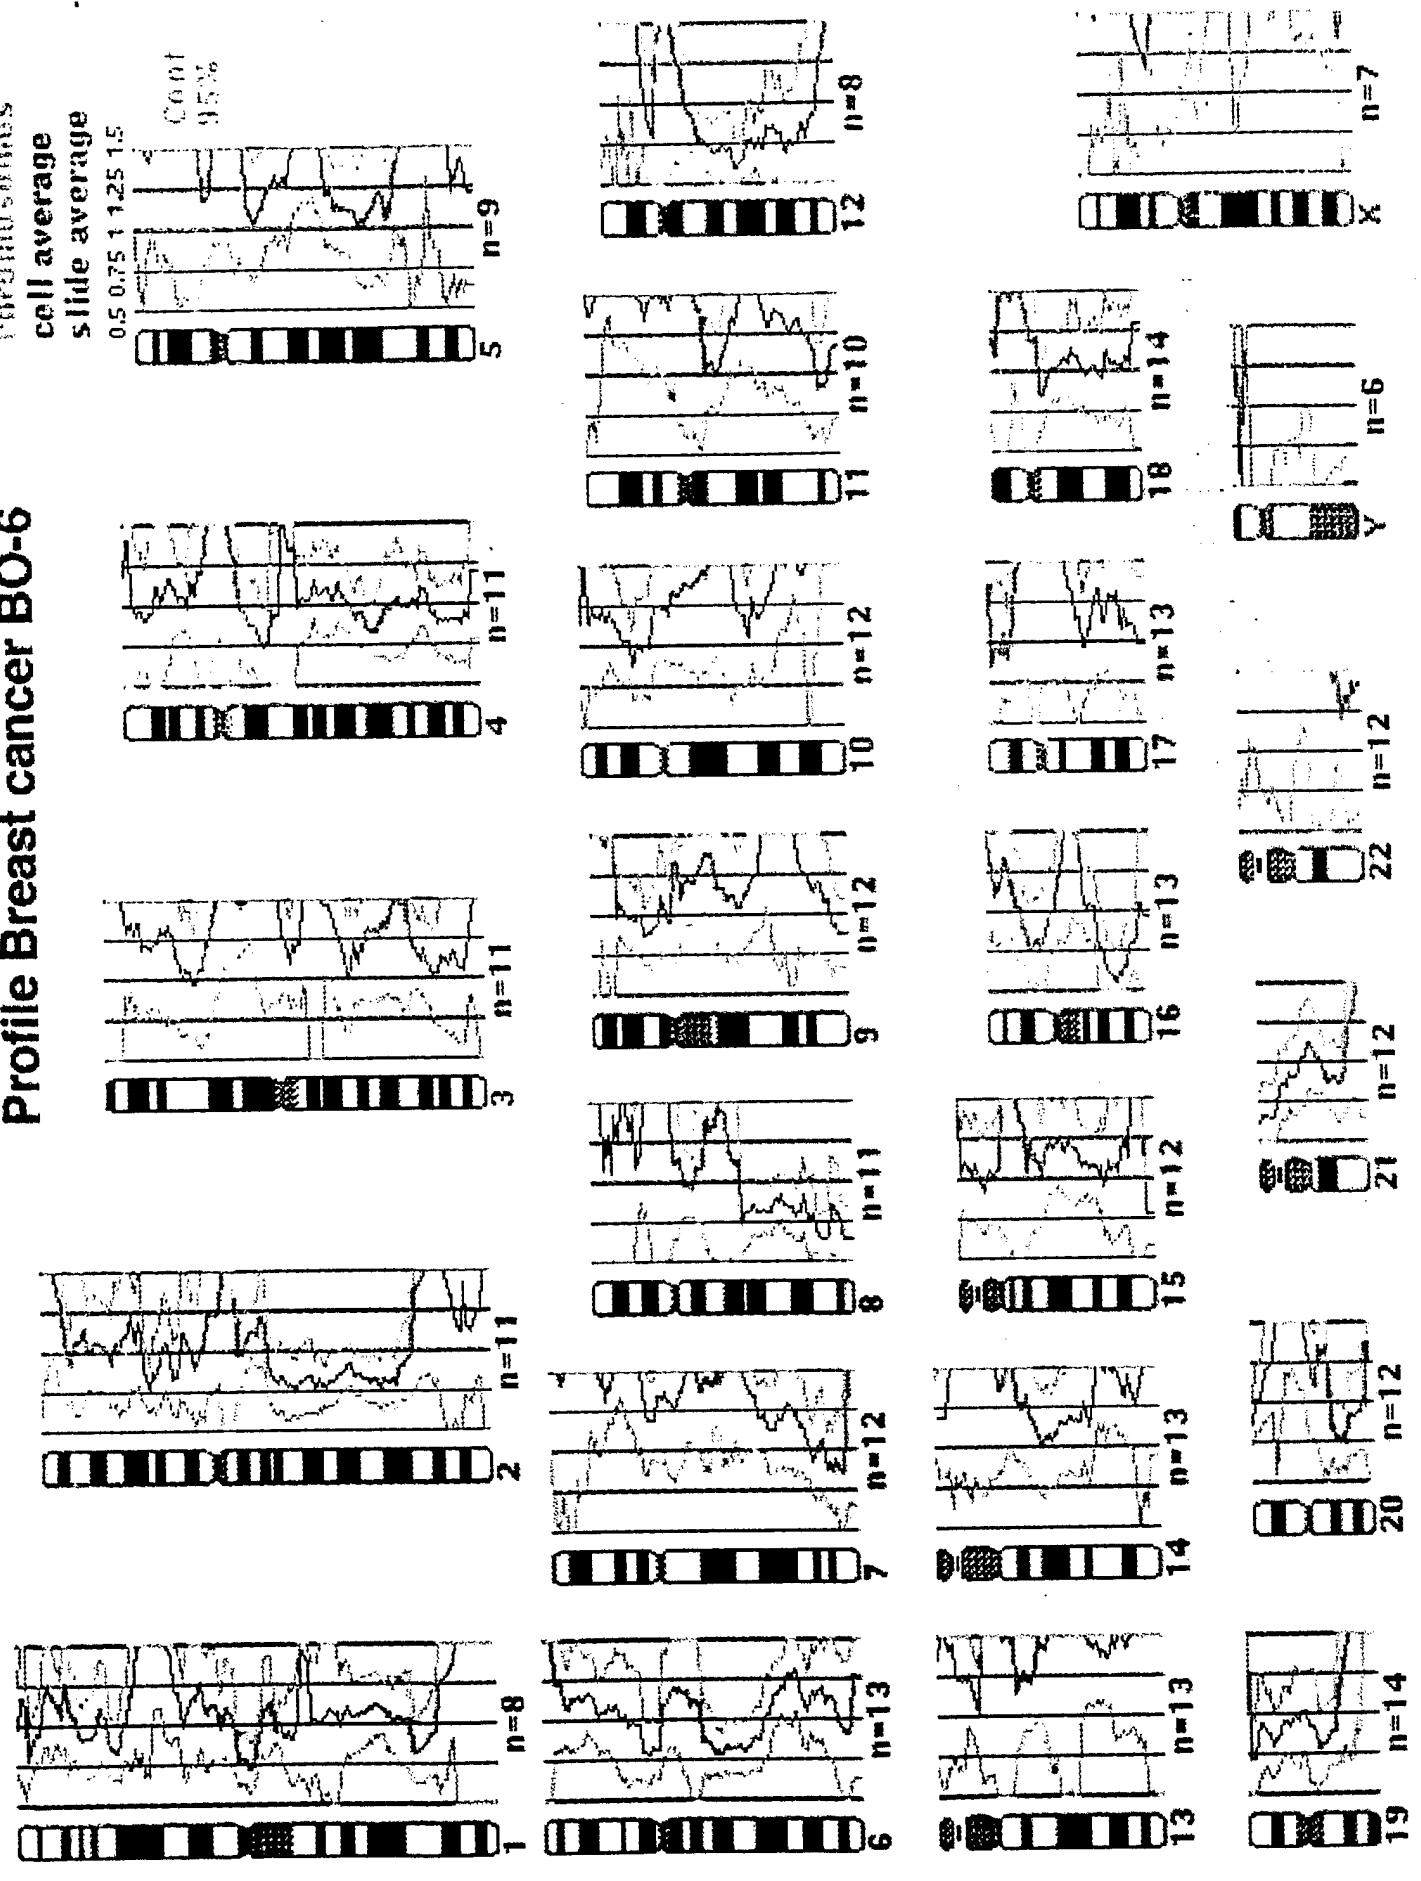 Profile Breast cancer BO-6
cell average
slide average
0.5 0.75 1 1.25 1.5
Cont
95%
1 n=8
2 n=11
3 n=11
4 n=11
5 n=9
6 n=13
7 n=12
8 n=11
9 n=12
10 n=12
11 n=10
12 n=8
13 n=13
14 n=13
15 n=12
16 n=13
17 n=13
18 n=14
19 n=14
20 n=12
21 n=12
22 n=12
Y n=6
X n=7